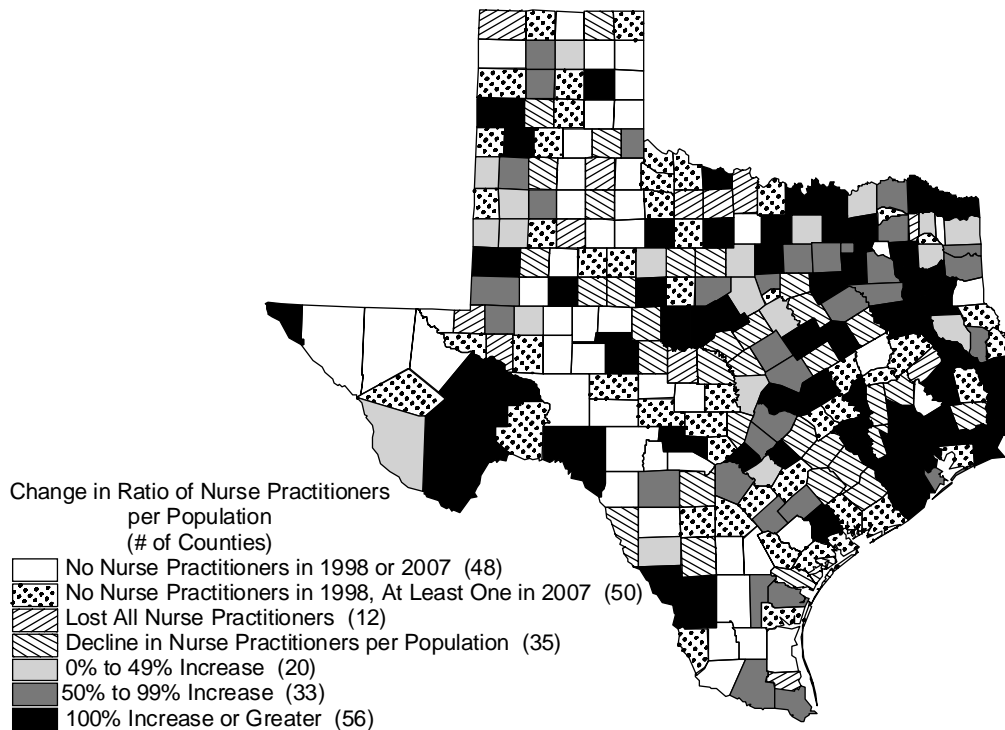 Change in Ratio of Nurse Practitioners
per Population
(# of Counties)
No Nurse Practitioners in 1998 or 2007 (48)
No Nurse Practitioners in 1998, At Least One in 2007 (50)
Lost All Nurse Practitioners (12)
Decline in Nurse Practitioners per Population (35)
0% to 49% Increase (20)
50% to 99% Increase (33)
100% Increase or Greater (56)